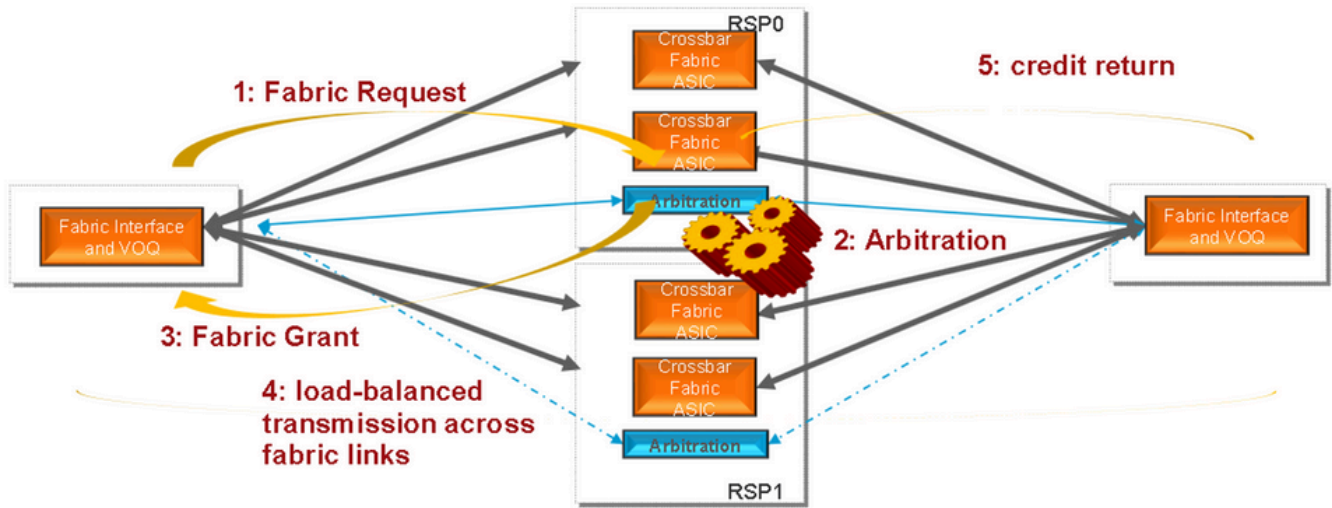 RSP0
Crossbar
Fabric
ASIC
5: credit return
1: Fabric Request
Crossbar
Fabric
ASIC
Arbitration
Fabric Interface
and VOQ
Fabric Interface
and VOQ
2: Arbitration
Crossbar
Fabric
ASIC
3: Fabric Grant
Crossbar
Fabric
ASIC
4: load-balanced
transmission across
fabric links
Arbitration
RSP1